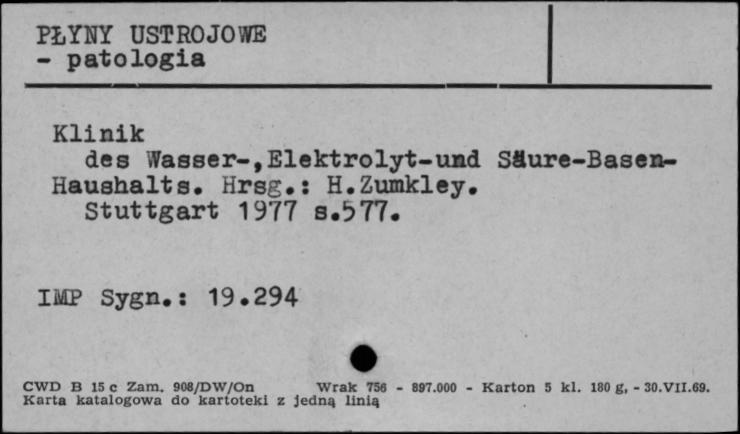 PŁYNY USTROJOWE
- patologia
Klinik
des Wasser-,Elektrolyt-und Säure-Basen-
Haushalts. Hrsg.: H.Zumkley.
Stuttgart 1977 s.577.
IMP Sygn.: 19.294
CWD B 15 c Zam. 908/DW/On Wrak 756 - 897.000 - Karton 5 kl. 180 g, - 30.VII.69.
Karta katalogowa do kartoteki z jedną linią